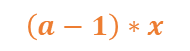 (a − 1) * x